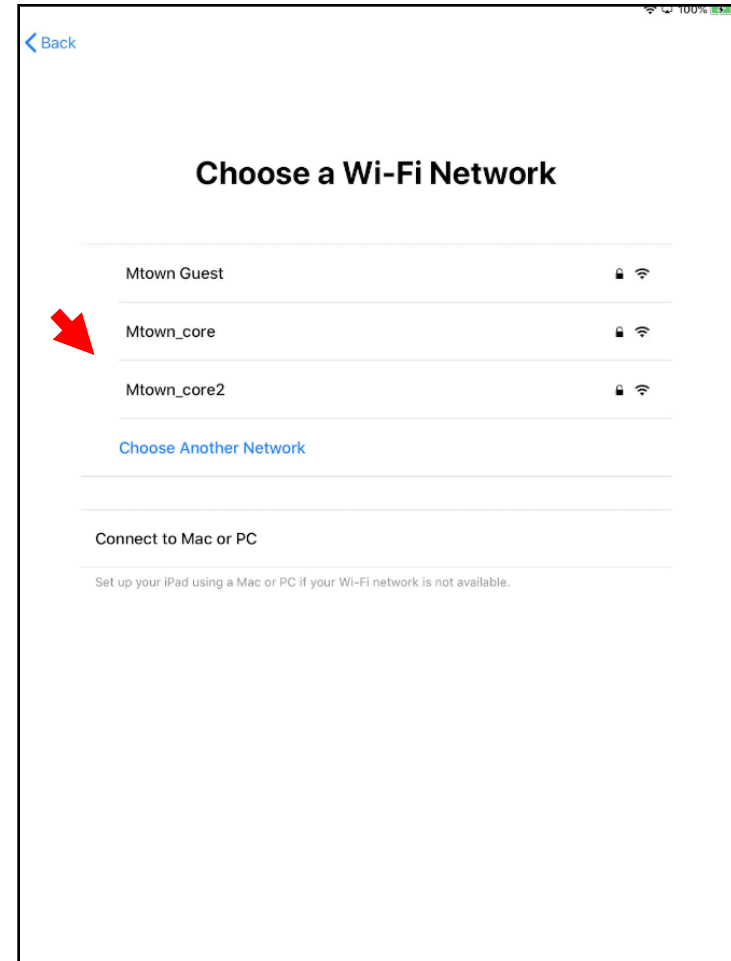 100%
Back
Choose a Wi-Fi Network
Mtown Guest
Mtown_core
Mtown_core2
Choose Another Network
Connect to Mac or PC
Set up your iPad using a Mac or PC if your Wi-Fi network is not available.